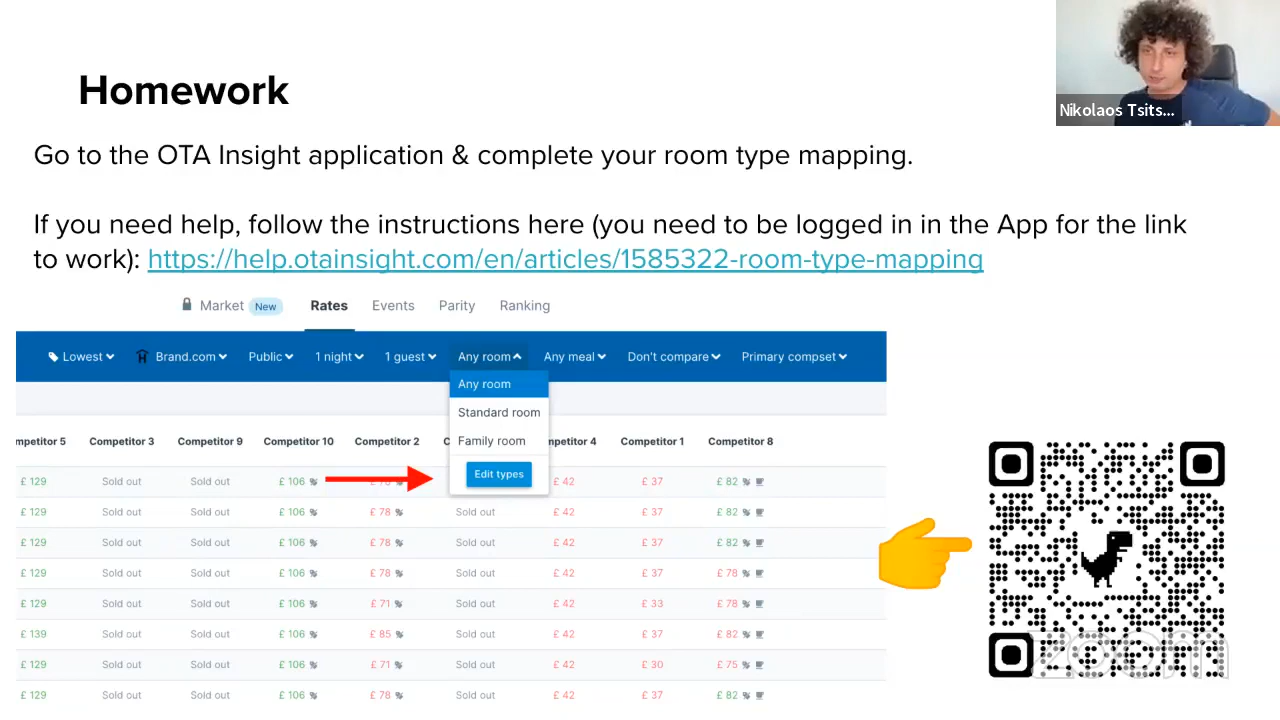 Homework
Nikolaos Tsits...
Go to the OTA Insight application & complete your room type mapping.
If you need help, follow the instructions here (you need to be logged in in the App for the link
to work): https://help.otainsight.com/en/articles/1585322-room-type-mapping
Market New Rates Events Parity Ranking
Lowest Brand.com Public 1 night 1 guest Any room Any meal Don't compare Primary compset
Any room
Standard room
Family room
Edit types
mpetitor 5 Competitor 3 Competitor 9 Competitor 10 Competitor 2 C mpetitor 4 Competitor 1 Competitor 8
£ 129 Sold out Sold out £ 106 £ 42 £ 37 £ 82
£ 129 Sold out Sold out £ 106 £ 78 Sold out £ 42 £ 37 £ 82
£ 129 Sold out Sold out £ 106 £ 78 Sold out £ 42 £ 37 £ 82
£ 129 Sold out Sold out £ 106 £ 78 Sold out £ 42 £ 37 £ 78
£ 129 Sold out Sold out £ 106 £ 71 Sold out £ 42 £ 33 £ 78
£ 139 Sold out Sold out £ 106 £ 85 Sold out £ 42 £ 37 £ 82
£ 129 Sold out Sold out £ 106 £ 71 Sold out £ 42 £ 30 £ 75
£ 129 Sold out Sold out £ 106 £ 78 Sold out £ 42 £ 37 £ 82
zoom